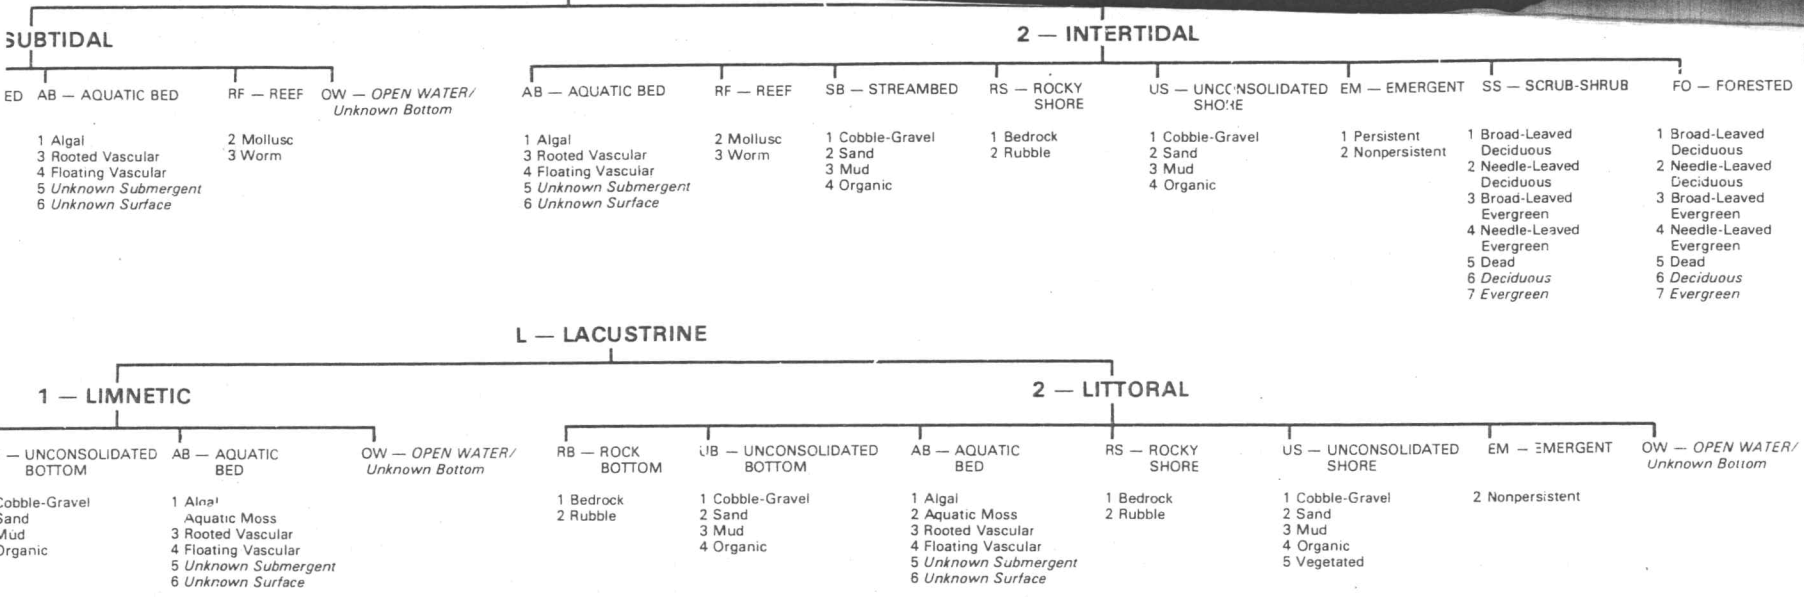 SUBTIDAL
2 — INTERTIDAL
ED
AB — AQUATIC BED
RF — REEF
OW — OPEN WATER/
Unknown Bottom
AB — AQUATIC BED
RF — REEF
SB — STREAMBED
RS — ROCKY
SHORE
US — UNCONSOLIDATED
SHORE
EM — EMERGENT
SS — SCRUB-SHRUB
FO — FORESTED
1 Algal
3 Rooted Vascular
4 Floating Vascular
5 Unknown Submergent
6 Unknown Surface
2 Mollusc
3 Worm
1 Algal
3 Rooted Vascular
4 Floating Vascular
5 Unknown Submergent
6 Unknown Surface
2 Mollusc
3 Worm
1 Cobble-Gravel
2 Sand
3 Mud
4 Organic
1 Bedrock
2 Rubble
1 Cobble-Gravel
2 Sand
3 Mud
4 Organic
1 Persistent
2 Nonpersistent
1 Broad-Leaved
Deciduous
2 Needle-Leaved
Deciduous
3 Broad-Leaved
Evergreen
4 Needle-Leaved
Evergreen
5 Dead
6 Deciduous
7 Evergreen
1 Broad-Leaved
Deciduous
2 Needle-Leaved
Deciduous
3 Broad-Leaved
Evergreen
4 Needle-Leaved
Evergreen
5 Dead
6 Deciduous
7 Evergreen
L — LACUSTRINE
1 — LIMNETIC
2 — LITTORAL
— UNCONSOLIDATED
BOTTOM
AB — AQUATIC
BED
OW — OPEN WATER/
Unknown Bottom
RB — ROCK
BOTTOM
UB — UNCONSOLIDATED
BOTTOM
AB — AQUATIC
BED
RS — ROCKY
SHORE
US — UNCONSOLIDATED
SHORE
EM — EMERGENT
OW — OPEN WATER/
Unknown Bottom
Cobble-Gravel
Sand
Mud
Organic
1 Algal
Aquatic Moss
3 Rooted Vascular
4 Floating Vascular
5 Unknown Submergent
6 Unknown Surface
1 Bedrock
2 Rubble
1 Cobble-Gravel
2 Sand
3 Mud
4 Organic
1 Algal
2 Aquatic Moss
3 Rooted Vascular
4 Floating Vascular
5 Unknown Submergent
6 Unknown Surface
1 Bedrock
2 Rubble
1 Cobble-Gravel
2 Sand
3 Mud
4 Organic
5 Vegetated
2 Nonpersistent